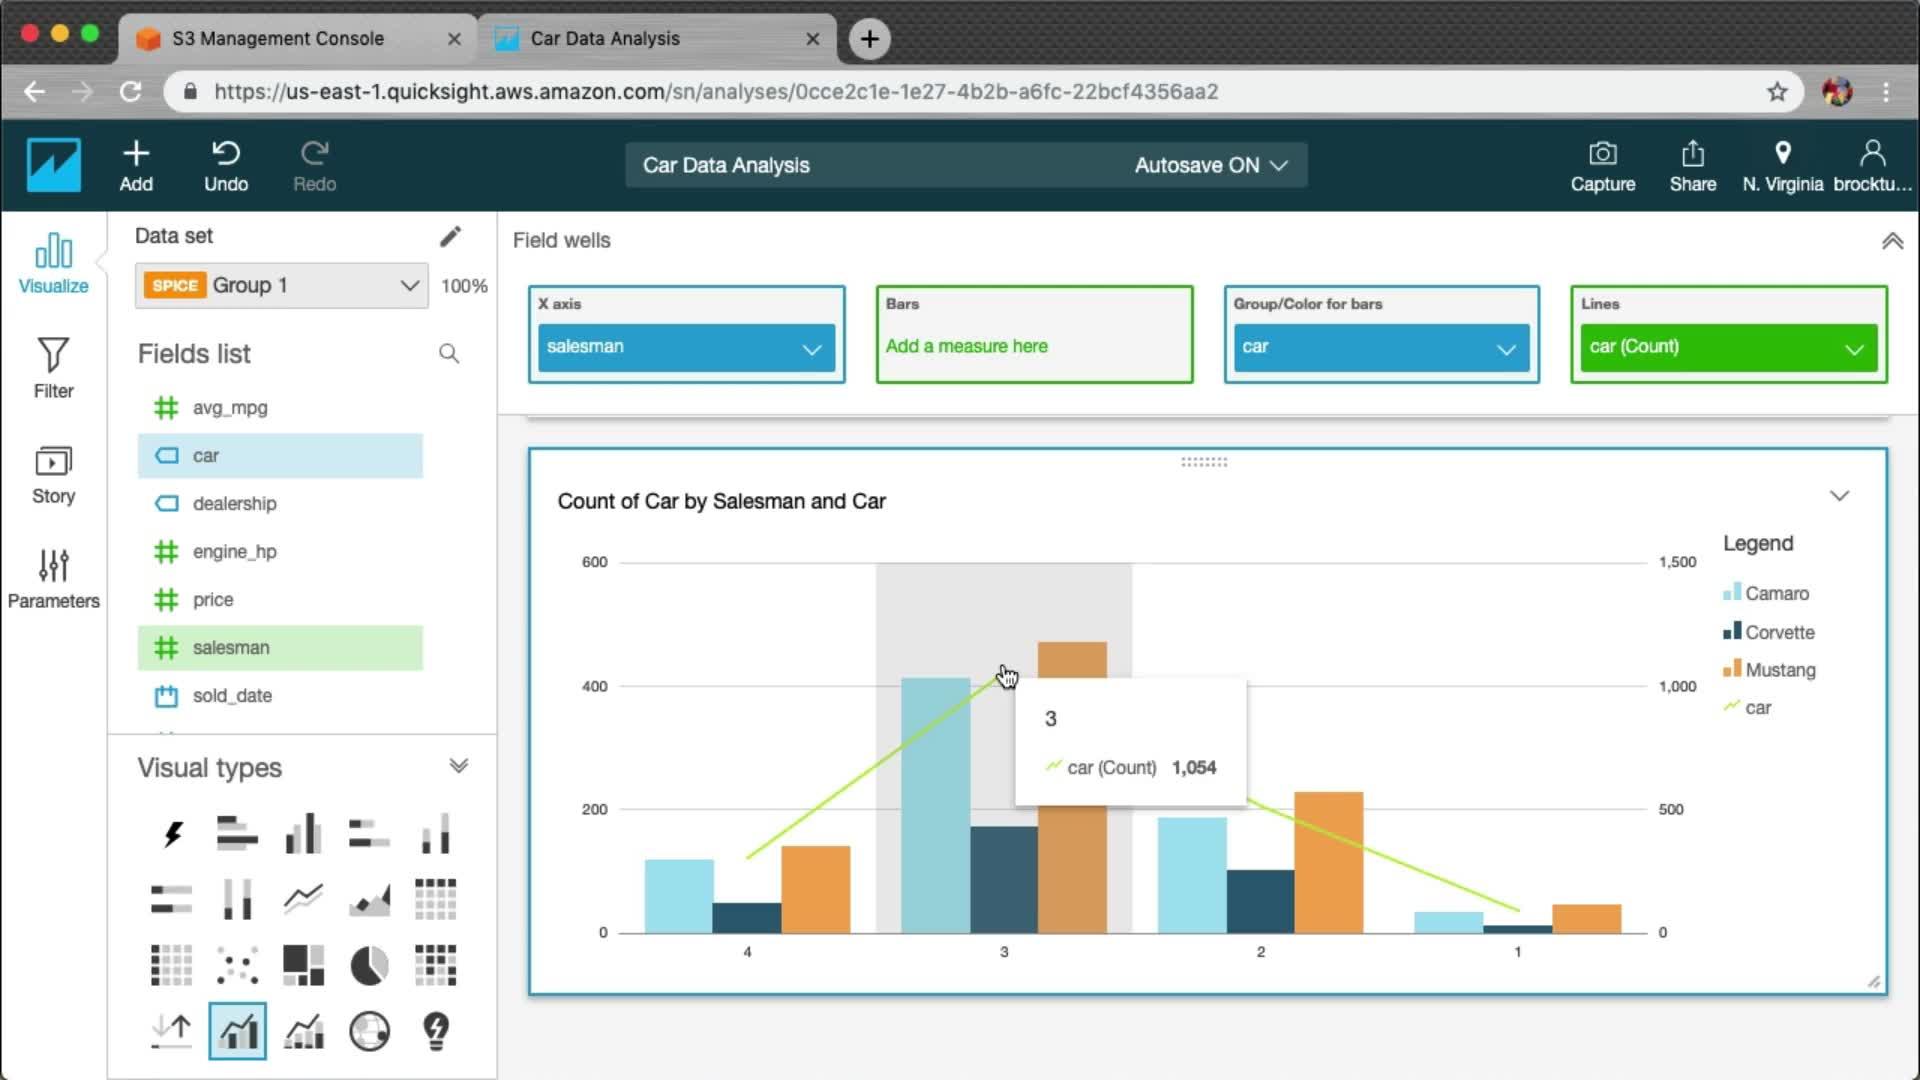 S3 Management Console
Car Data Analysis
https://us-east-1.quicksight.aws.amazon.com/sn/analyses/0cce2c1e-1e27-4b2b-a6fc-22bcf4356aa2
Add
Undo
Redo
Car Data Analysis
Autosave ON
Capture
Share
N. Virginia
brocktu...
Visualize
Filter
Story
Parameters
Data set
SPICE Group 1
100%
Fields list
avg_mpg
car
dealership
engine_hp
price
salesman
sold_date
Visual types
Field wells
X axis
salesman
Bars
Add a measure here
Group/Color for bars
car
Lines
car (Count)
Count of Car by Salesman and Car
600
400
200
0
1,500
1,000
500
0
4
3
2
1
3
car (Count) 1,054
Legend
Camaro
Corvette
Mustang
car